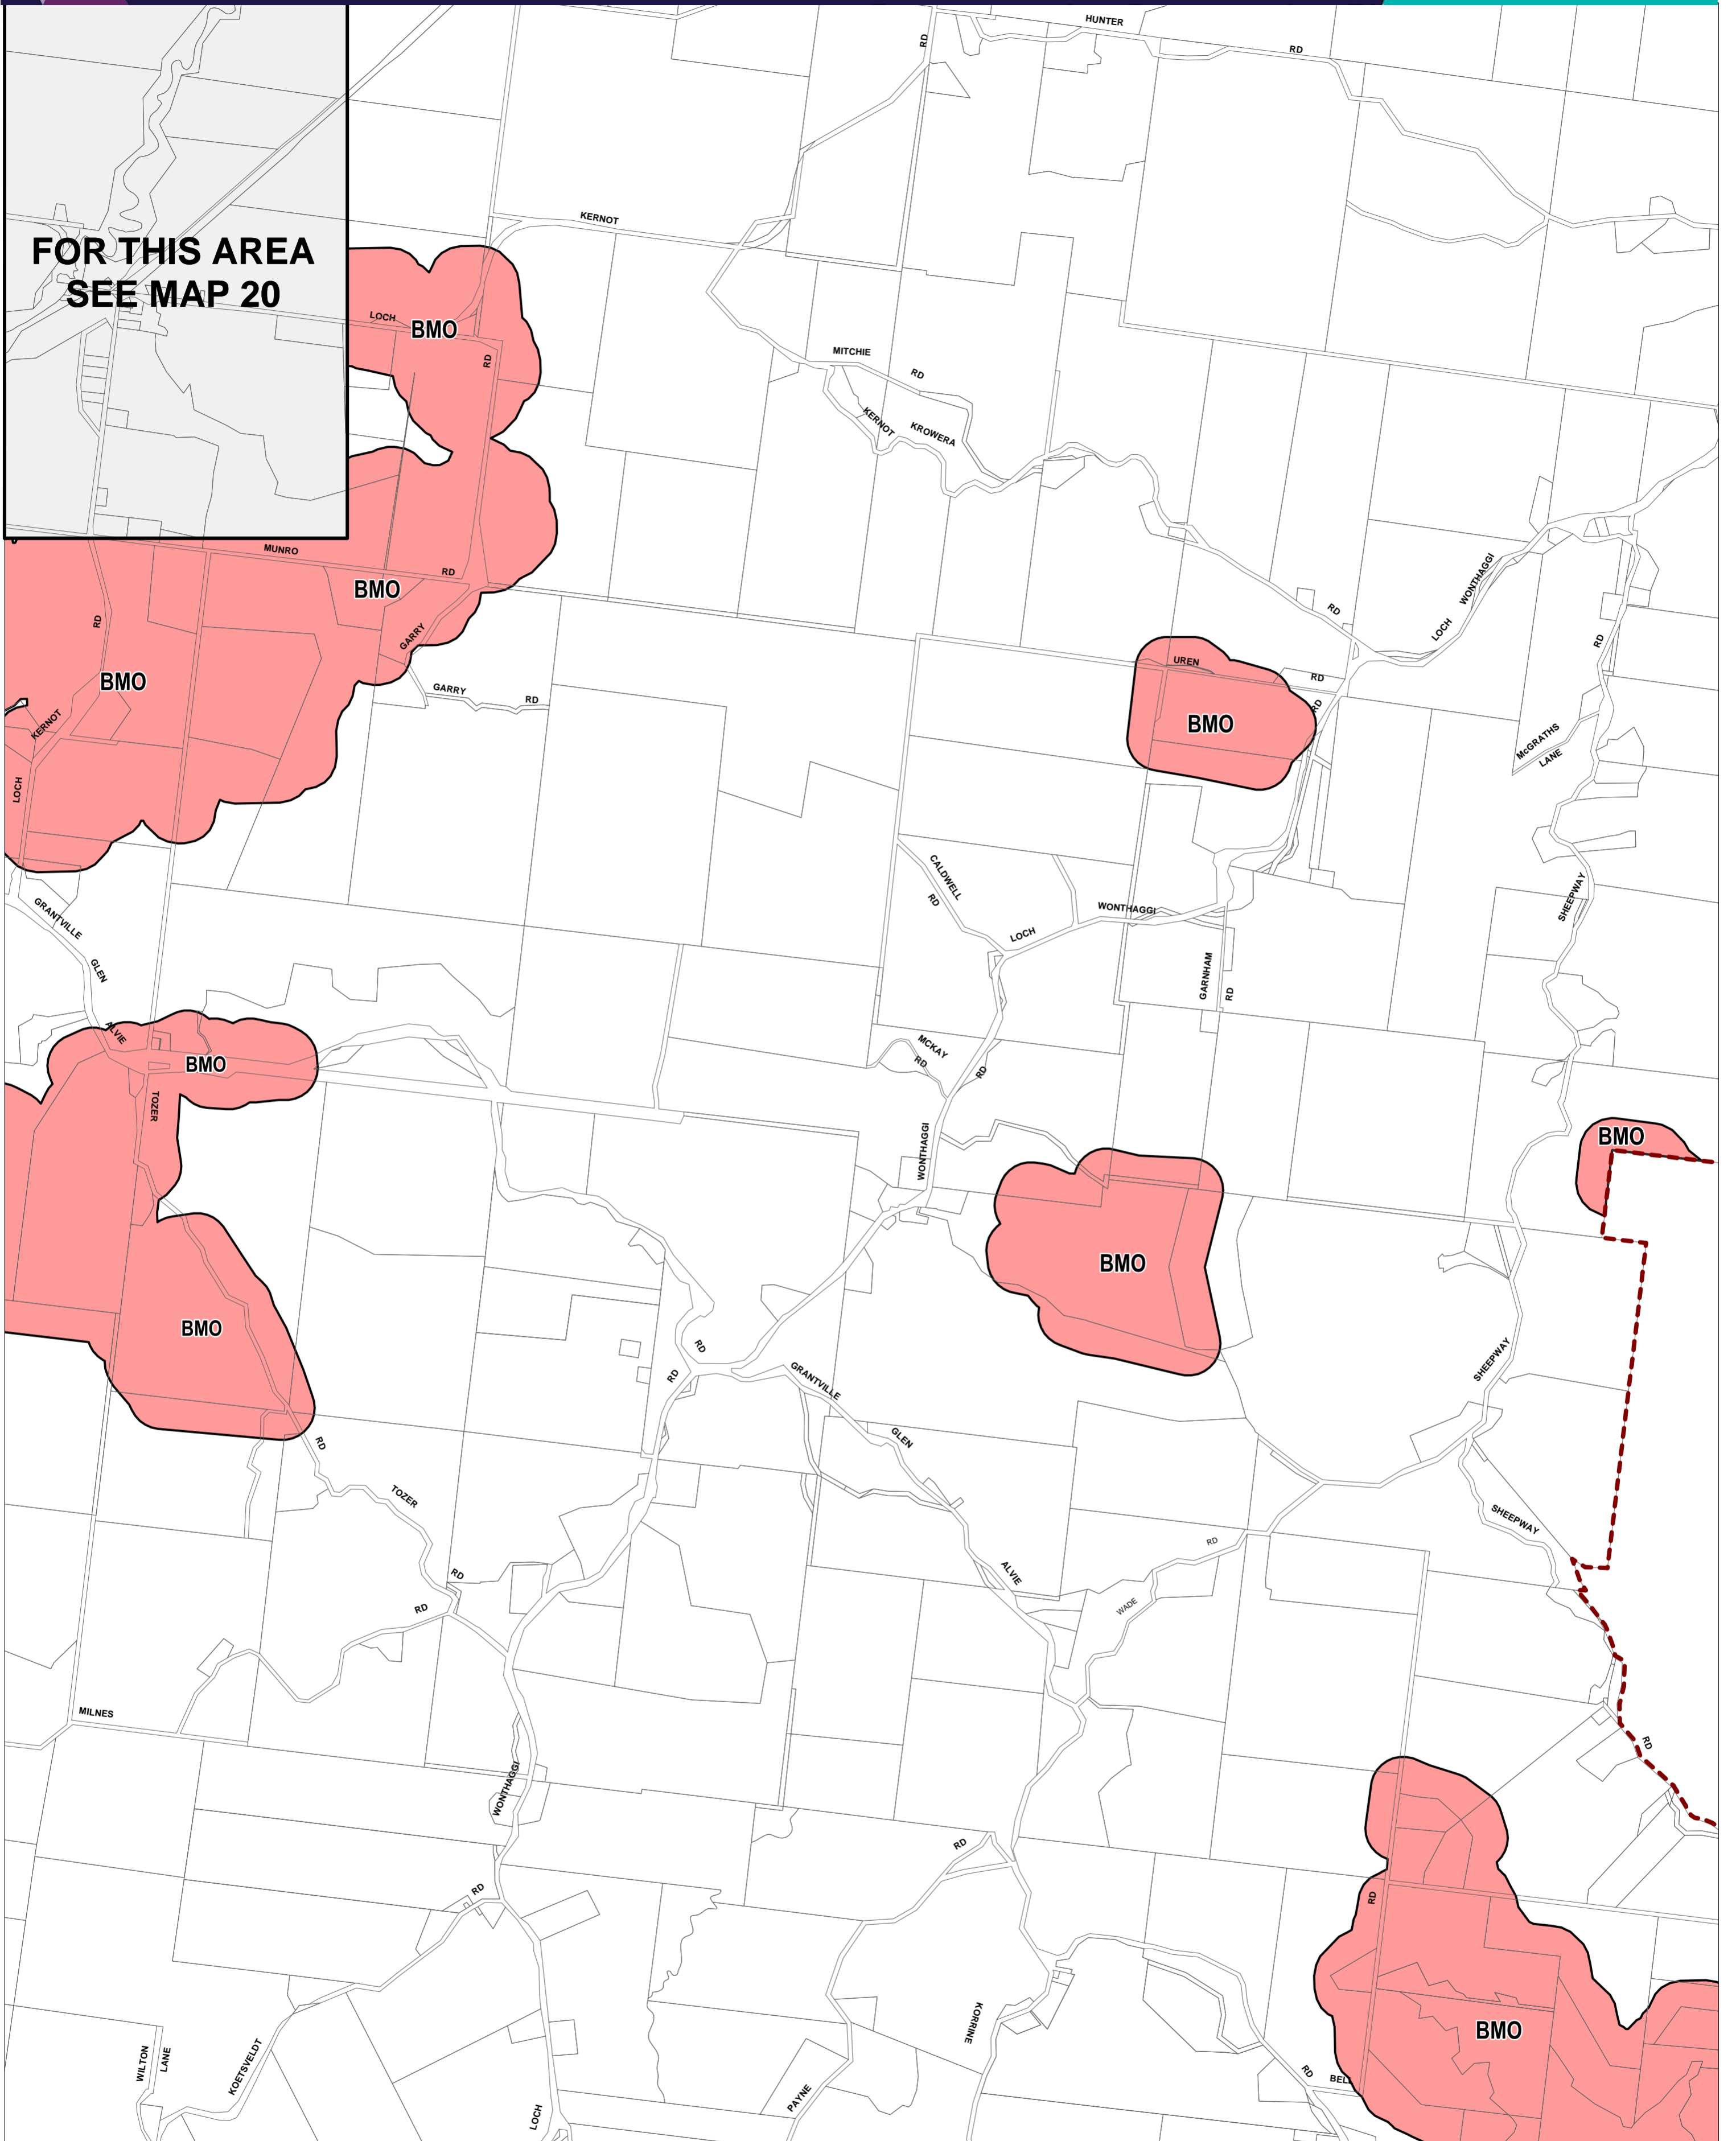 HUNTER
RD
RD
KERNOT
FOR THIS AREA
SEE MAP 20
LOCH
BMO
RD
MITCHIE
RD
KERNOT
KROWERA
MUNRO
RD
BMO
RD
GARRY
GARRY
RD
BMO
KERNOT
LOCH
WONTHAGGI
LOCH
RD
RD
UREN
RD
RD
BMO
McGRATHS
LANE
CALDWELL
RD
WONTHAGGI
LOCH
SHEEPWAY
GRANTVILLE
GLEN
ALVIE
GARNHAM
RD
BMO
MCKAY
RD
RD
TOZER
WONTHAGGI
BMO
BMO
BMO
RD
RD
GRANTVILLE
SHEEPWAY
GLEN
RD
TOZER
SHEEPWAY
RD
RD
ALVIE
WADE
RD
MILNES
RD
WONTHAGGI
RD
RD
RD
BMO
KORRINE
WILTON
LANE
KOETSVELDT
LOCH
PAYNE
RD
BELL